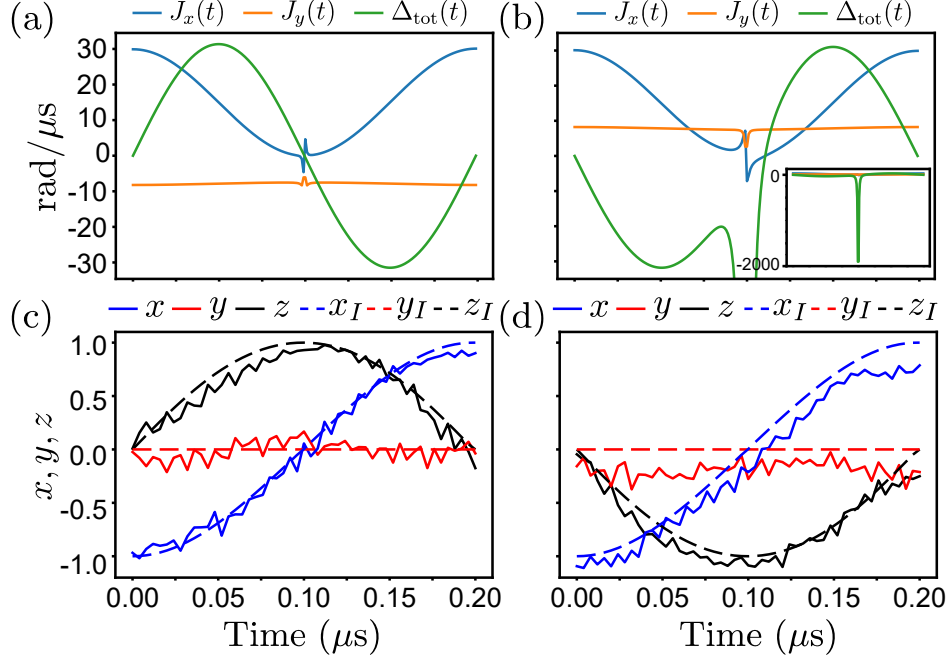 (a) J_x(t) J_y(t) Δ_tot(t)
(b) J_x(t) J_y(t) Δ_tot(t)
rad/μs
30
20
10
0
-10
-20
-30
0
-2000
(c) x y z x_I y_I z_I
(d) x y z x_I y_I z_I
x, y, z
1.0
0.5
0.0
-0.5
-1.0
0.00 0.05 0.10 0.15 0.20
0.00 0.05 0.10 0.15 0.20
Time (μs)
Time (μs)